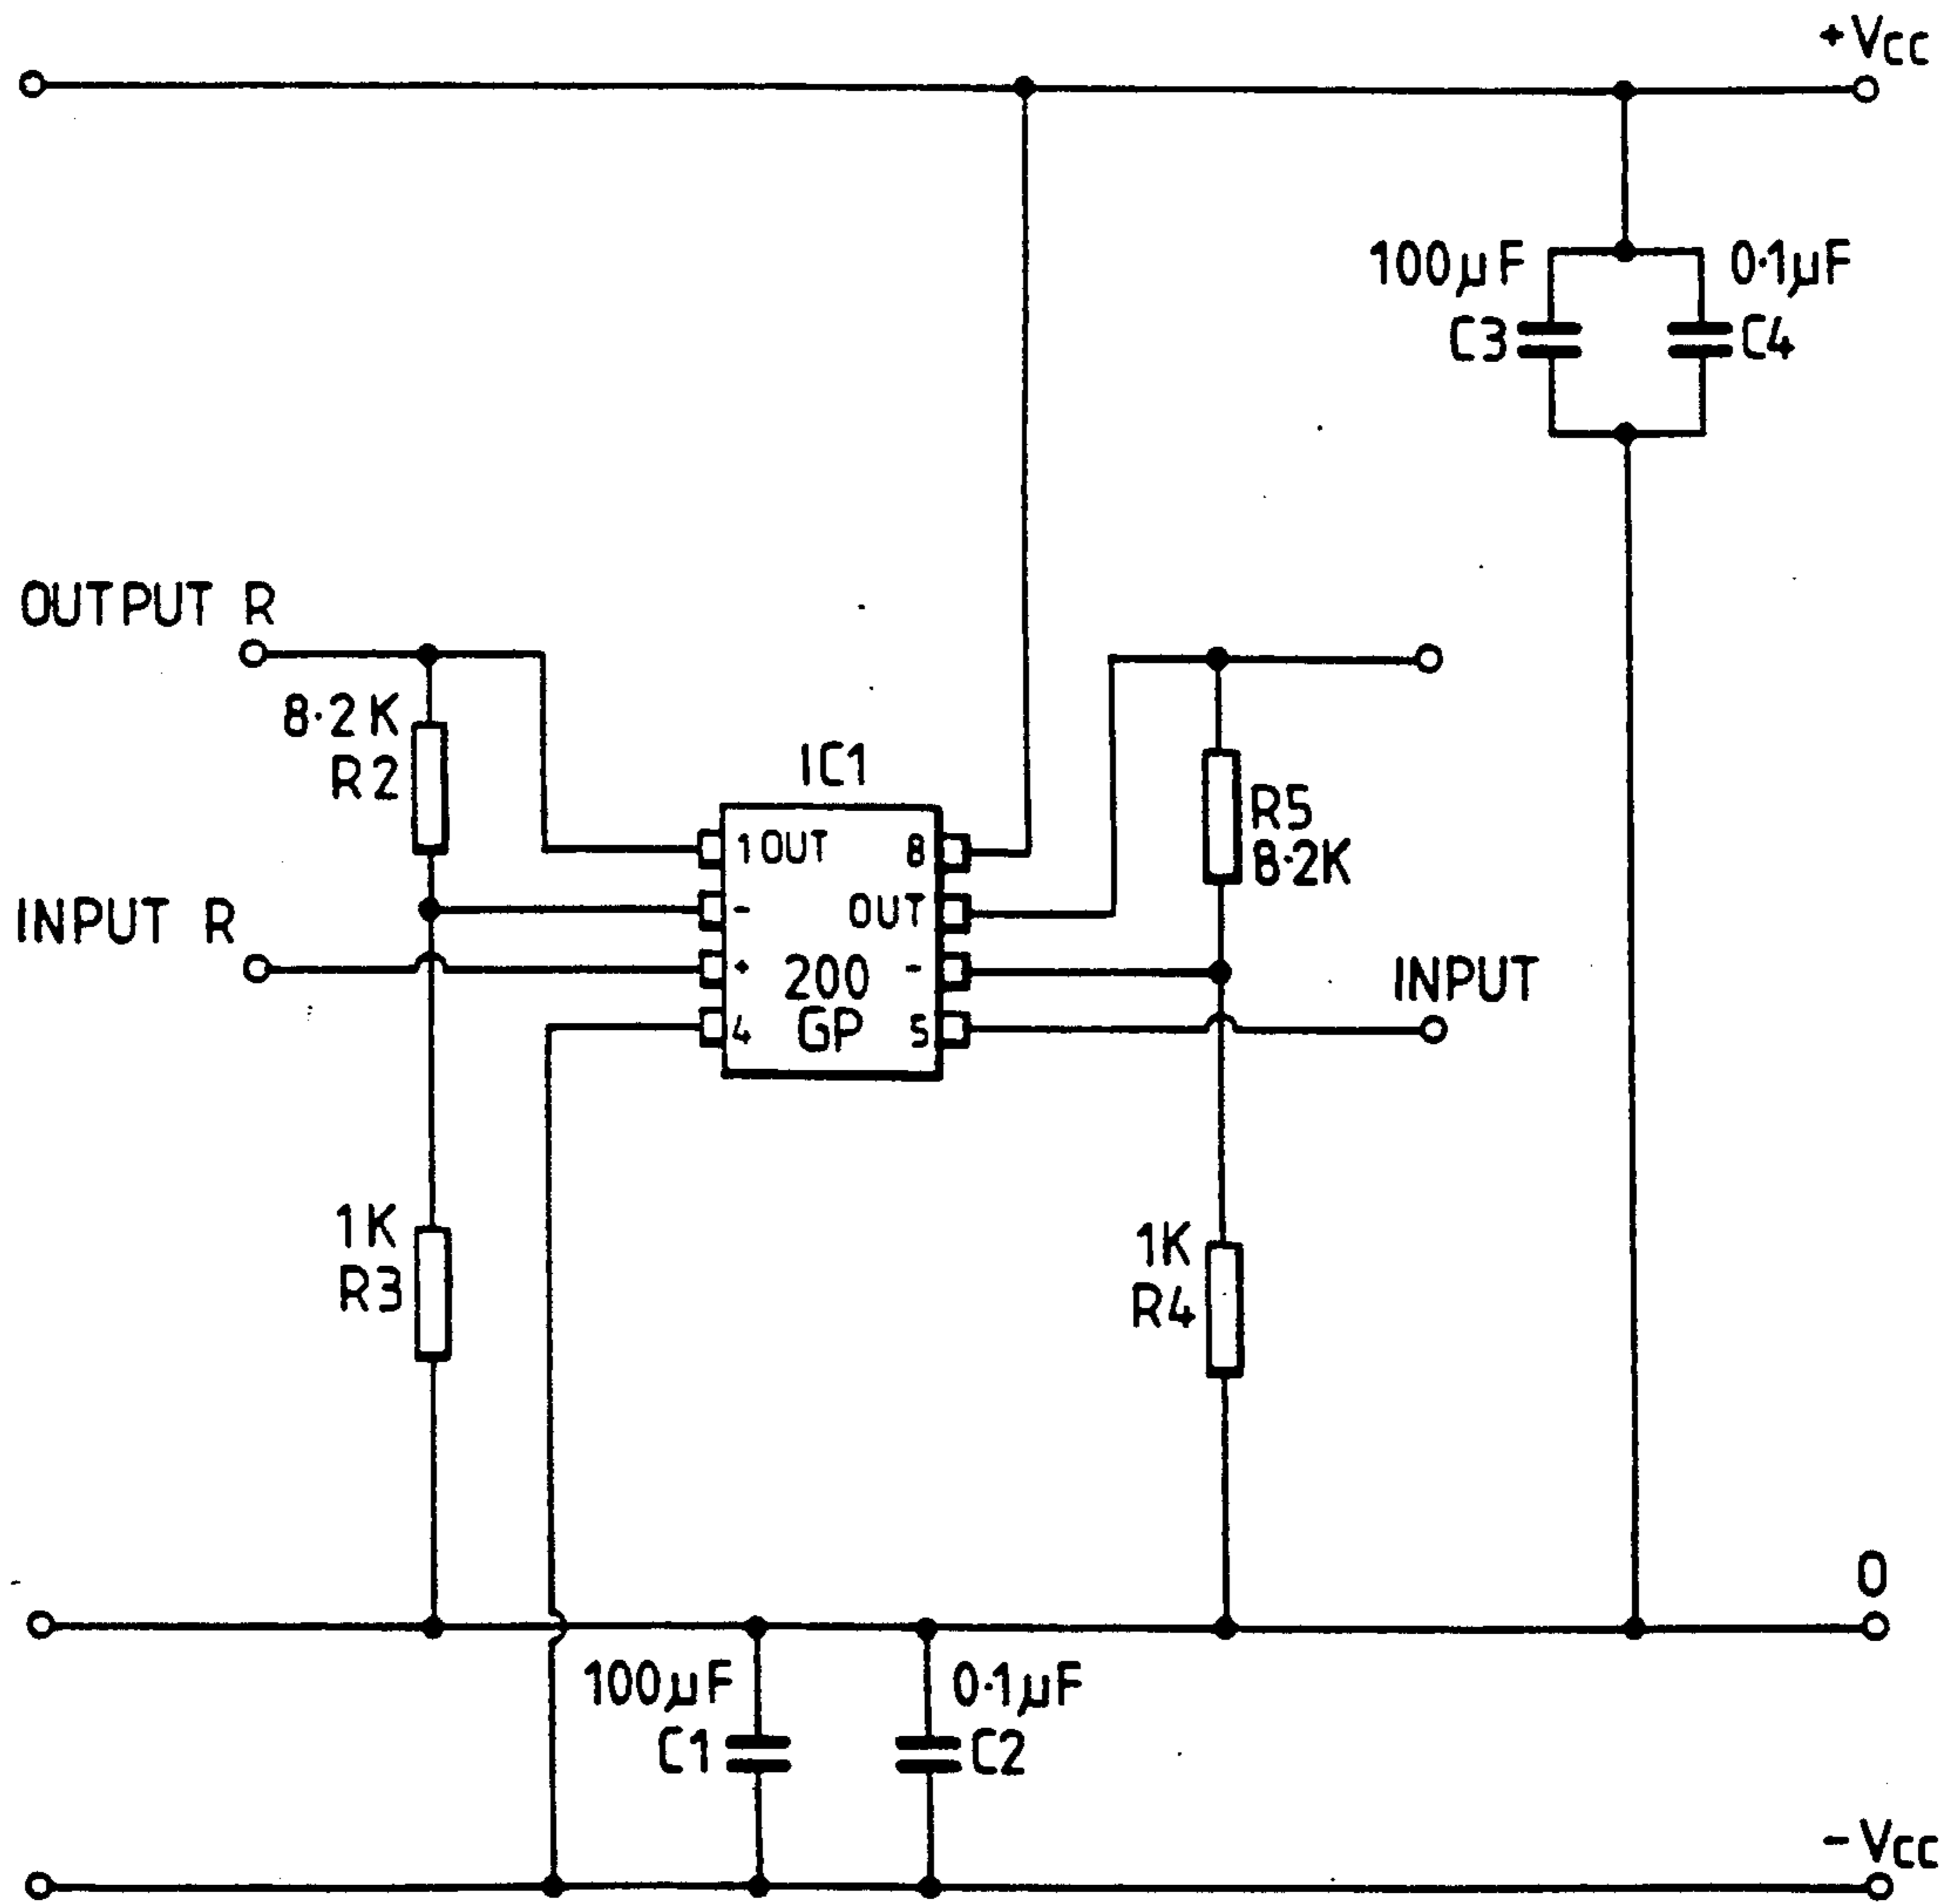 +VCC
100µF
0·1µF
C3
C4
OUTPUT R
8·2K
R2
IC1
R5
8·2K
1 OUT
8
INPUT R
-
OUT
+
200
-
INPUT
4
GP
5
1K
R3
1K
R4
0
100µF
0·1µF
C1
C2
-VCC